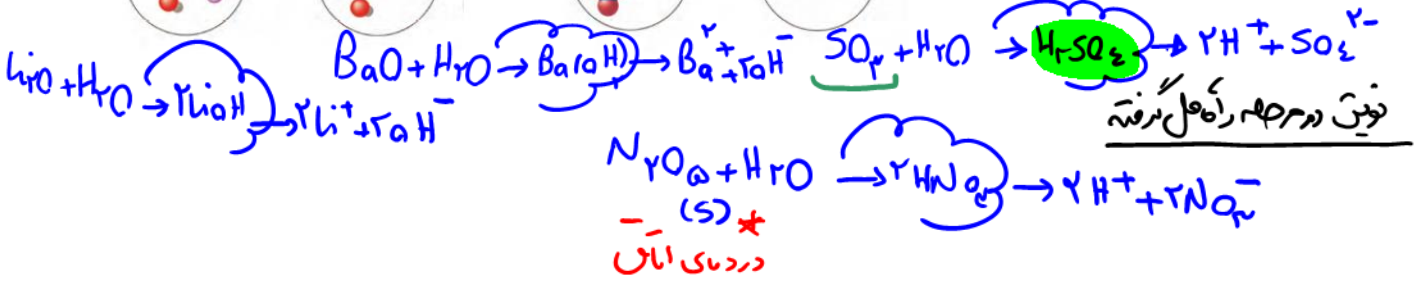 Li۲O + H۲O → ۲LiOH → ۲Li⁺ + ۲OH⁻
BaO + H۲O → Ba(OH)۲ → Ba²⁺ + ۲OH⁻
SO۳ + H۲O → H۲SO۴ → ۲H⁺ + SO۴²⁻
یونش دو مرحله را کامل گرفته
N۲O۵ + H۲O → ۲HNO۳ → ۲H⁺ + ۲NO۳⁻
(s) *
در دمای اتاق